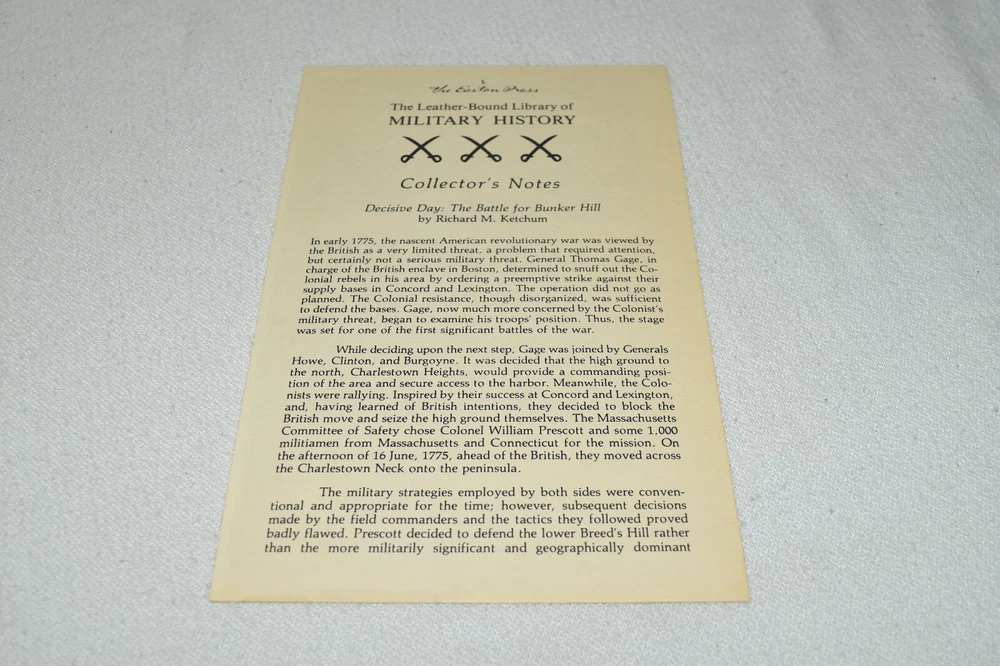 The Easton Press
The Leather-Bound Library of
MILITARY HISTORY
Collector's Notes
Decisive Day: The Battle for Bunker Hill
by Richard M. Ketchum
In early 1775, the nascent American revolutionary war was viewed by
the British as a very limited threat, a problem that required attention,
but certainly not a serious military threat. General Thomas Gage, in
charge of the British enclave in Boston, determined to snuff out the Co-
lonial rebels in his area by ordering a preemptive strike against their
supply bases in Concord and Lexington. The operation did not go as
planned. The Colonial resistance, though disorganized, was sufficient
to defend the bases. Gage, now much more concerned by the Colonist's
military threat, began to examine his troops' position. Thus, the stage
was set for one of the first significant battles of the war.
While deciding upon the next step, Gage was joined by Generals
Howe, Clinton, and Burgoyne. It was decided that the high ground to
the north, Charlestown Heights, would provide a commanding posi-
tion of the area and secure access to the harbor. Meanwhile, the Colo-
nists were rallying. Inspired by their success at Concord and Lexington,
and, having learned of British intentions, they decided to block the
British move and seize the high ground themselves. The Massachusetts
Committee of Safety chose Colonel William Prescott and some 1,000
militiamen from Massachusetts and Connecticut for the mission. On
the afternoon of 16 June, 1775, ahead of the British, they moved across
the Charlestown Neck onto the peninsula.
The military strategies employed by both sides were conven-
tional and appropriate for the time; however, subsequent decisions
made by the field commanders and the tactics they followed proved
badly flawed. Prescott decided to defend the lower Breed's Hill rather
than the more militarily significant and geographically dominant